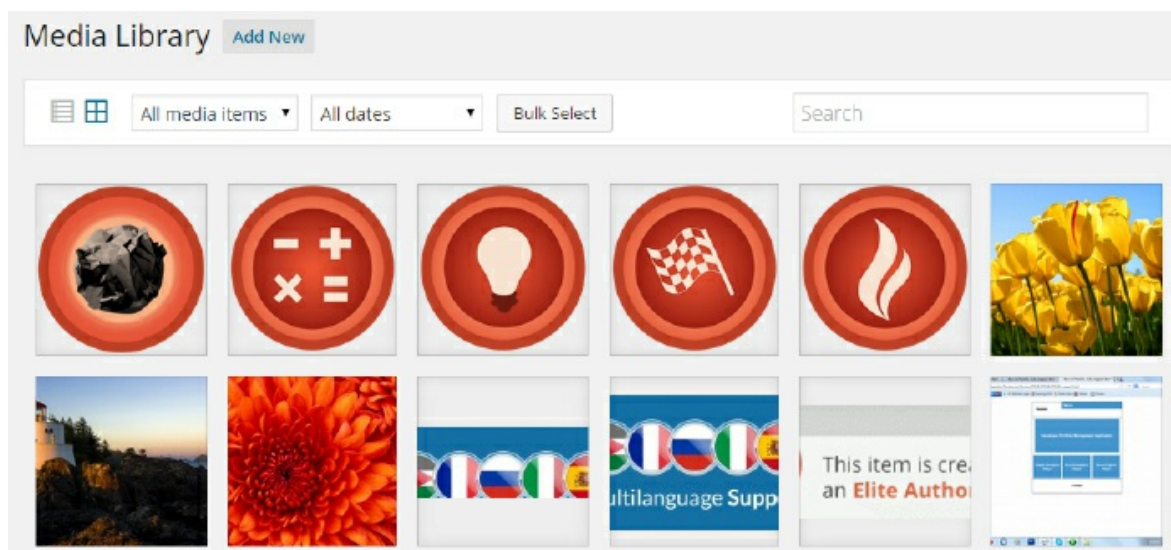 Media Library Add New
All media items All dates Bulk Select Search
− +
× =
ultilanguage Supp
This item is crea
an Elite Autho